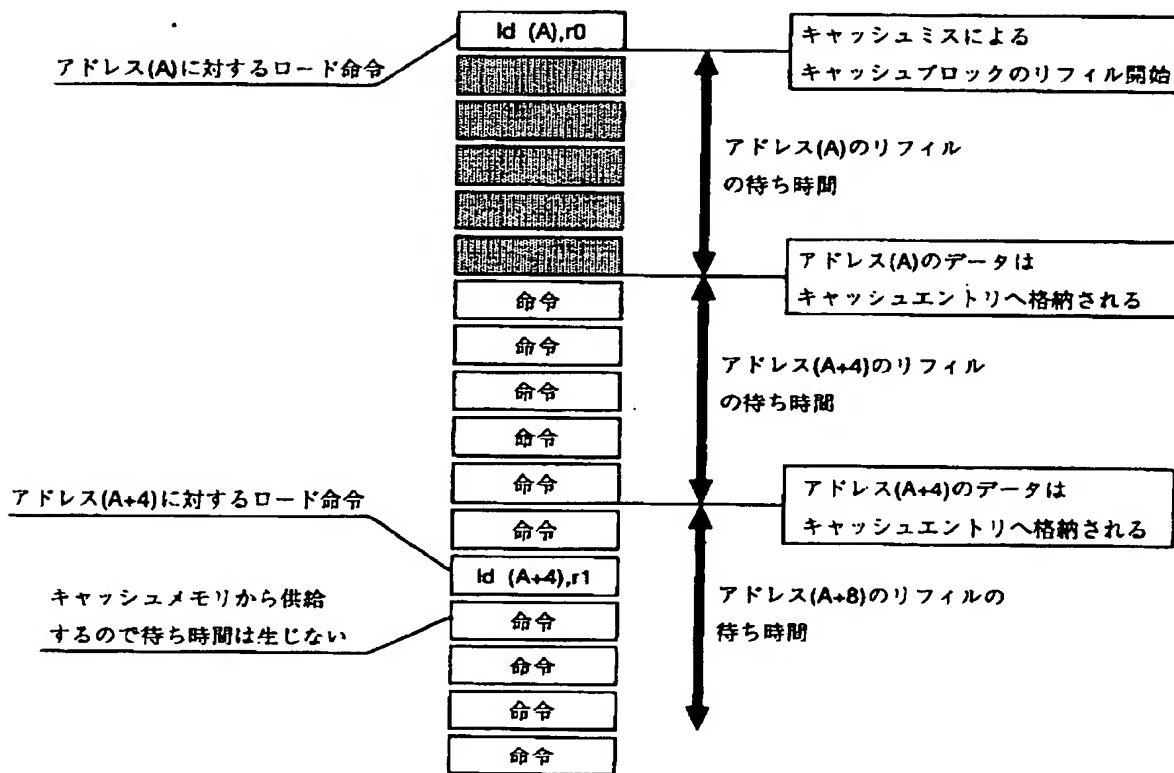 ld (A),r0
アドレス(A)に対するロード命令
キャッシュミスによる
キャッシュブロックのリフィル開始
アドレス(A)のリフィル
の待ち時間
アドレス(A)のデータは
キャッシュエントリへ格納される
命令
命令
アドレス(A+4)のリフィル
の待ち時間
命令
命令
命令
アドレス(A+4)に対するロード命令
アドレス(A+4)のデータは
キャッシュエントリへ格納される
命令
ld (A+4),r1
キャッシュメモリから供給
するので待ち時間は生じない
アドレス(A+8)のリフィルの
待ち時間
命令
命令
命令
命令